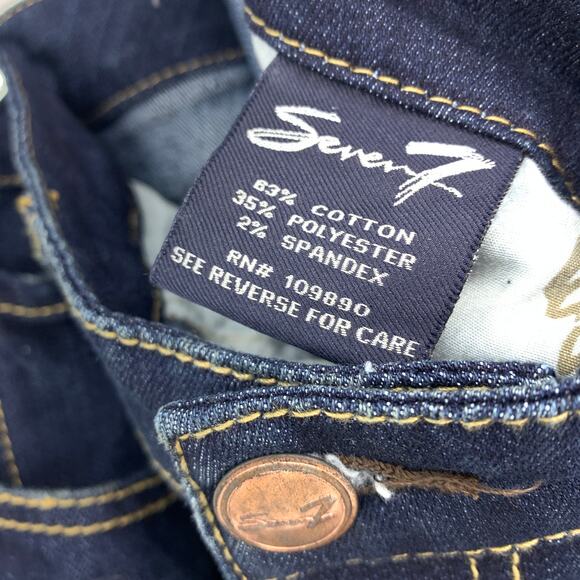 Seven7
63% COTTON
35% POLYESTER
2% SPANDEX
RN# 109890
SEE REVERSE FOR CARE
Seven7